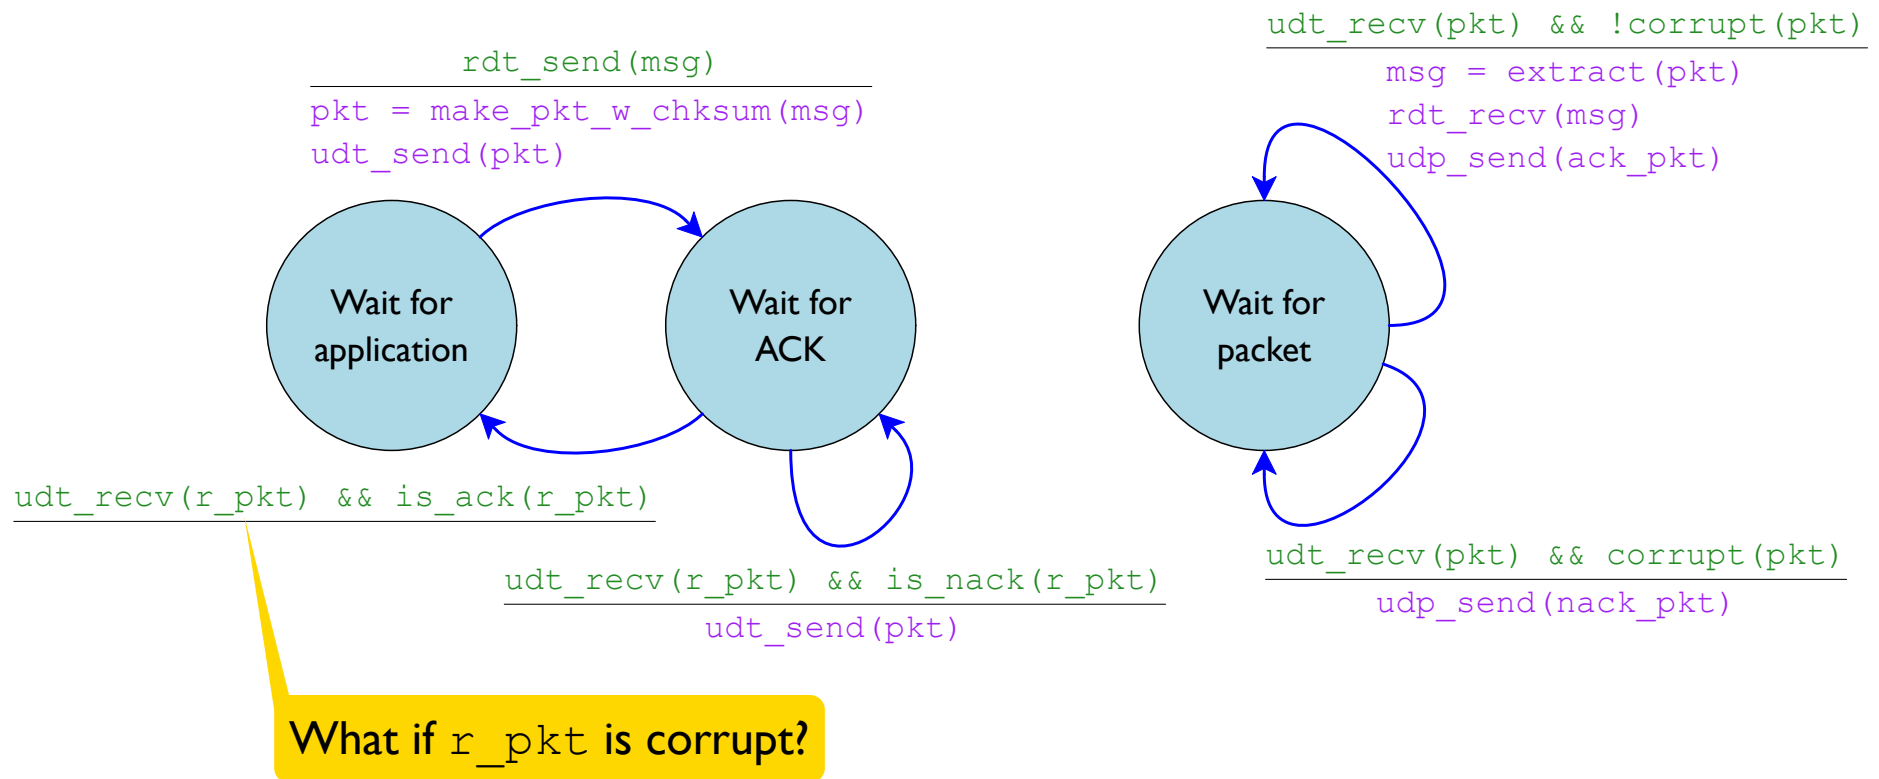 rdt_send(msg)
pkt = make_pkt_w_chksum(msg)
udt_send(pkt)
Wait for
application
Wait for
ACK
udt_recv(r_pkt) && is_ack(r_pkt)
udt_recv(r_pkt) && is_nack(r_pkt)
udt_send(pkt)
What if r_pkt is corrupt?
udt_recv(pkt) && !corrupt(pkt)
msg = extract(pkt)
rdt_recv(msg)
udp_send(ack_pkt)
Wait for
packet
udt_recv(pkt) && corrupt(pkt)
udp_send(nack_pkt)